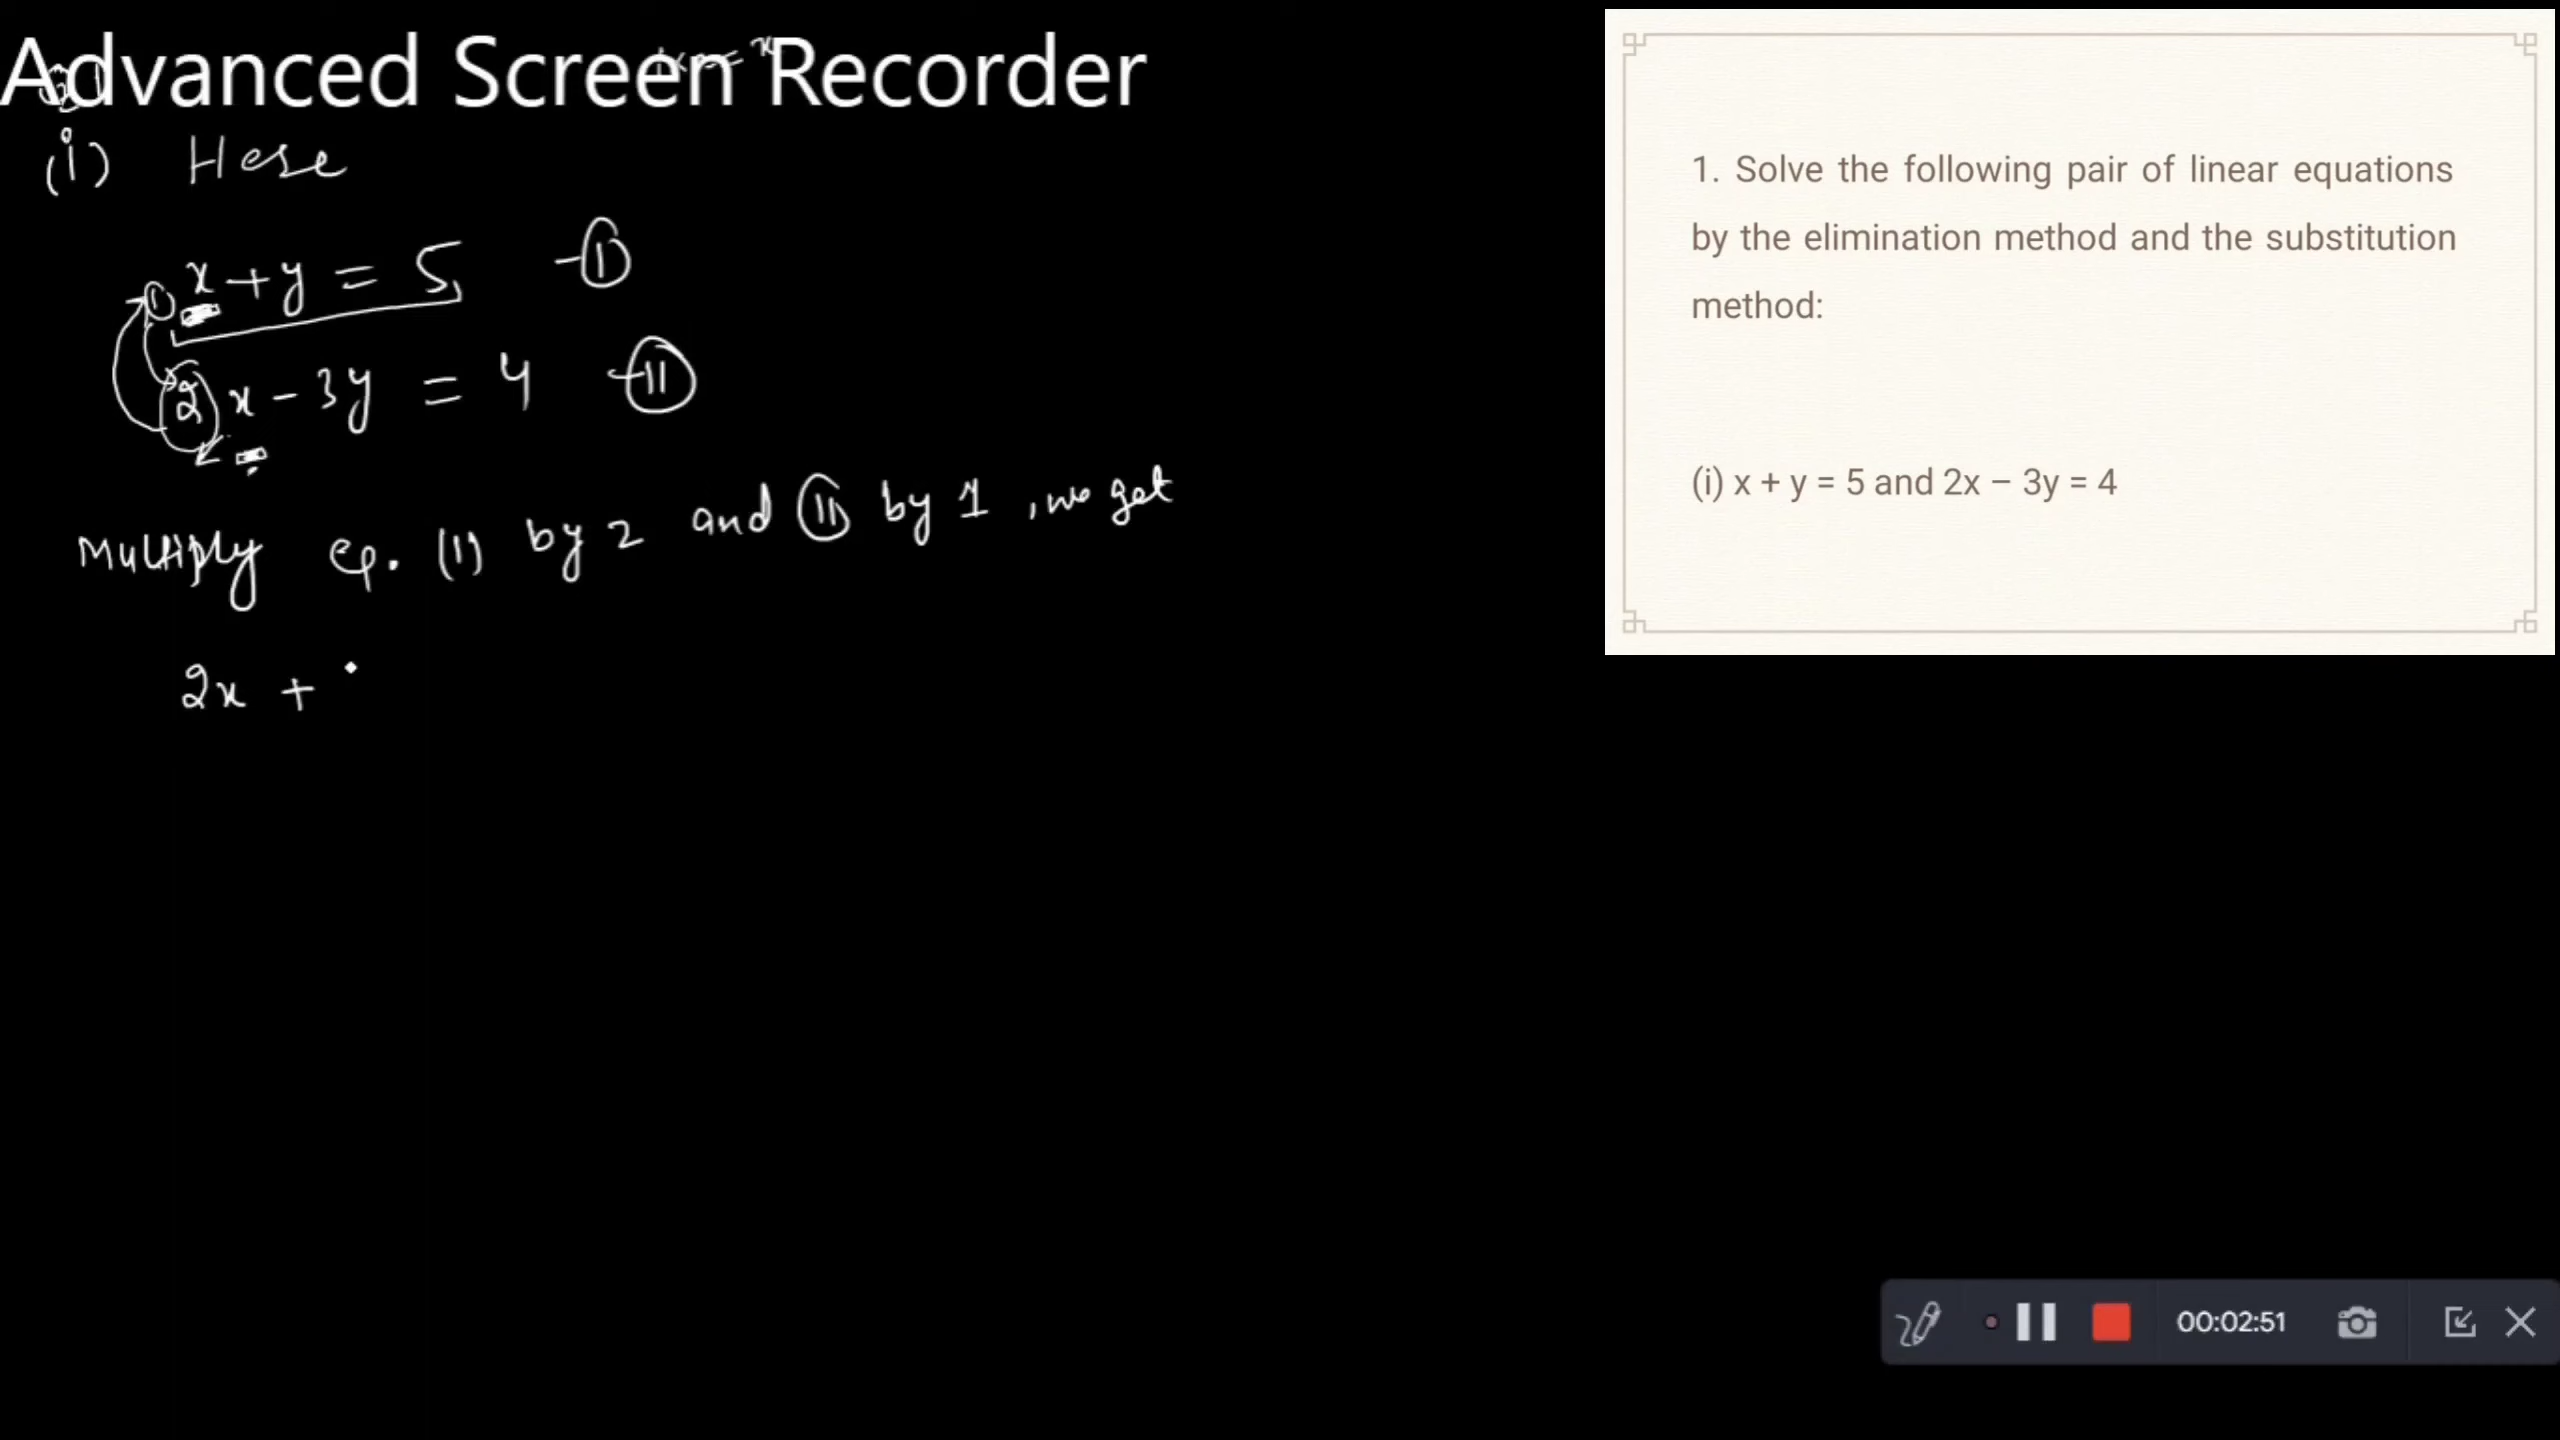 Advanced Screen Recorder
(i) Here
x + y = 5, - (I)
2x - 3y = 4 - (II)
Multiply eq. (I) by 2 and (II) by 1, we get
2x +
1. Solve the following pair of linear equations
by the elimination method and the substitution
method:
(i) x + y = 5 and 2x – 3y = 4
00:02:51